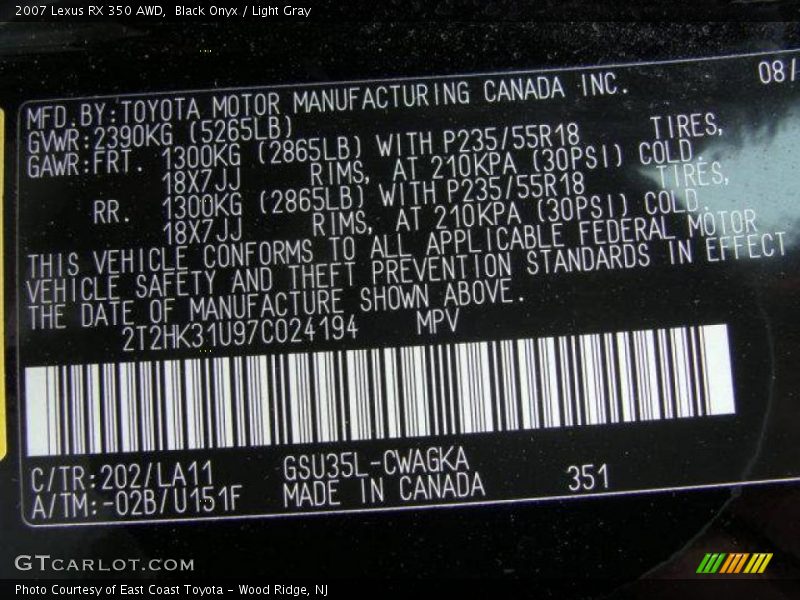 2007 Lexus RX 350 AWD, Black Onyx / Light Gray
08/
MFD.BY:TOYOTA MOTOR MANUFACTURING CANADA INC.
GVWR:2390KG (5265LB)
GAWR:FRT. 1300KG (2865LB) WITH P235/55R18 TIRES,
18X7JJ RIMS, AT 210KPA (30PSI) COLD.
RR. 1300KG (2865LB) WITH P235/55R18 TIRES,
18X7JJ RIMS, AT 210KPA (30PSI) COLD.
THIS VEHICLE CONFORMS TO ALL APPLICABLE FEDERAL MOTOR
VEHICLE SAFETY AND THEFT PREVENTION STANDARDS IN EFFECT
THE DATE OF MANUFACTURE SHOWN ABOVE.
2T2HK31U97C024194 MPV
C/TR:202/LA11 GSU35L-CWAGKA
A/TM:-02B/U151F MADE IN CANADA 351
GTCARLOT.COM
Photo Courtesy of East Coast Toyota - Wood Ridge, NJ